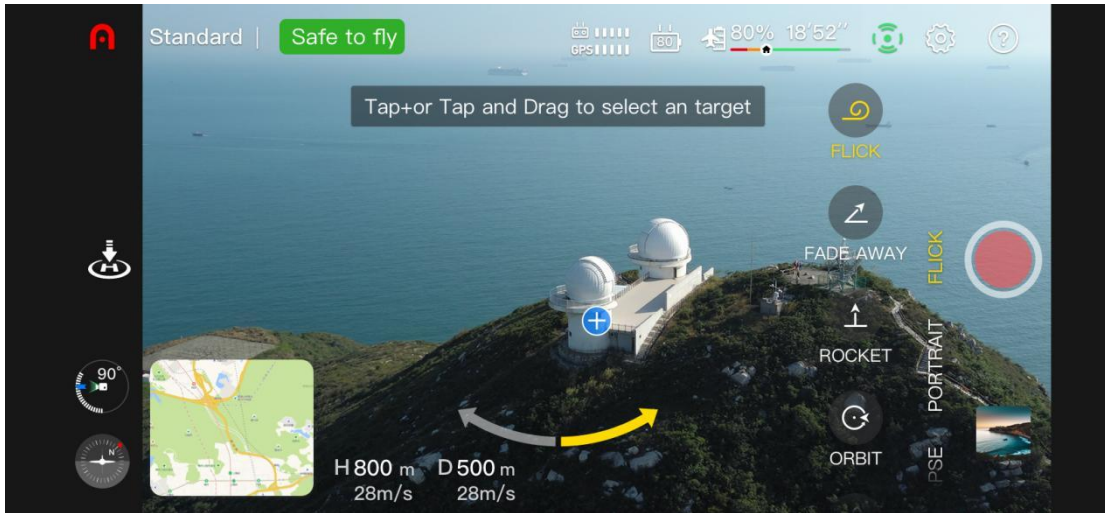 Standard | Safe to fly
GPS
80
80% 18′52″
?
Tap+or Tap and Drag to select an target
FLICK
FADE AWAY
ROCKET
ORBIT
FLICK
PORTRAIT
PSE
90°
N
H 800 m D 500 m
28m/s 28m/s